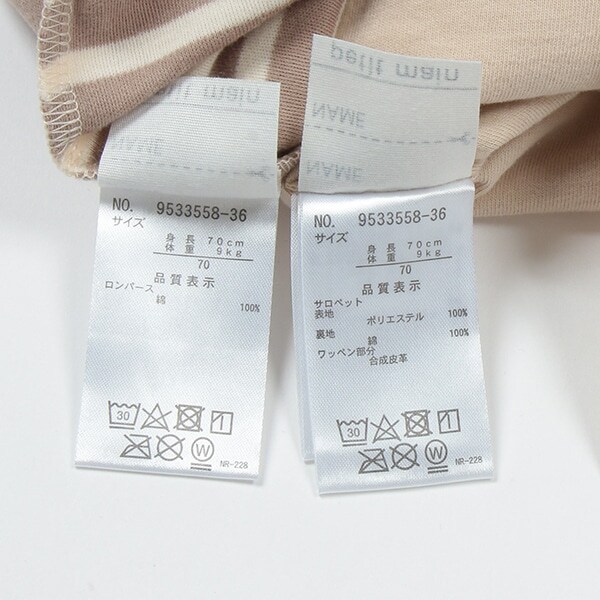 petit main
NAME
NAME
petit main
NAME
NAME
NO. 9533558-36
サイズ
身長 70cm
体重 9kg
70
品質表示
ロンパース
綿 100%
30
W
NR-228
NO. 9533558-36
サイズ
身長 70cm
体重 9kg
70
品質表示
サロペット
表地 ポリエステル 100%
裏地 綿 100%
ワッペン部分
合成皮革
30
W
NR-228